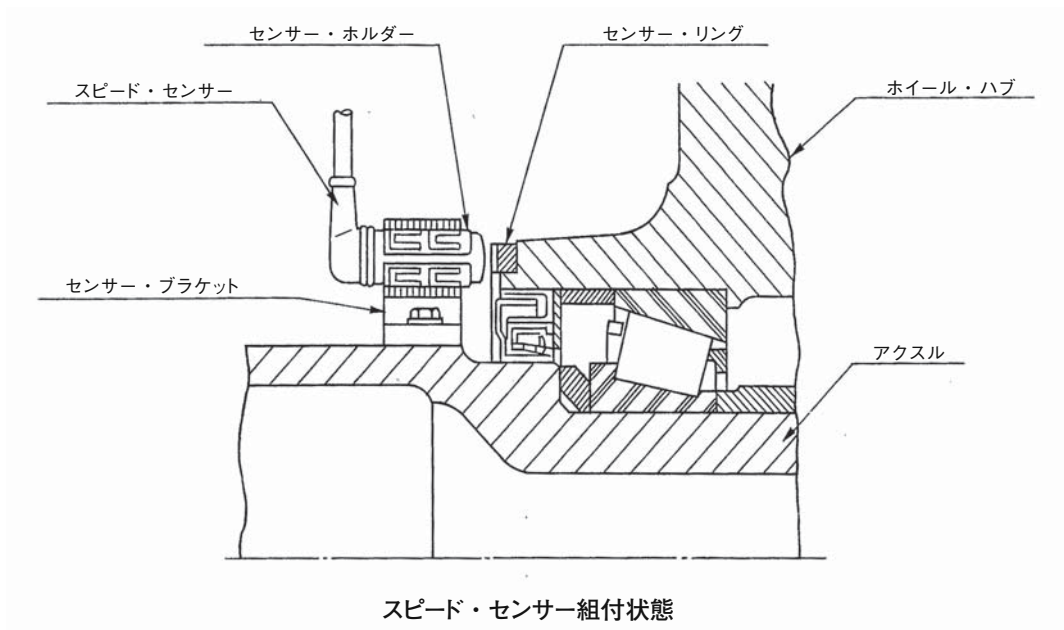 センサー・ホルダー
センサー・リング
スピード・センサー
ホイール・ハブ
センサー・ブラケット
アクスル
スピード・センサー組付状態